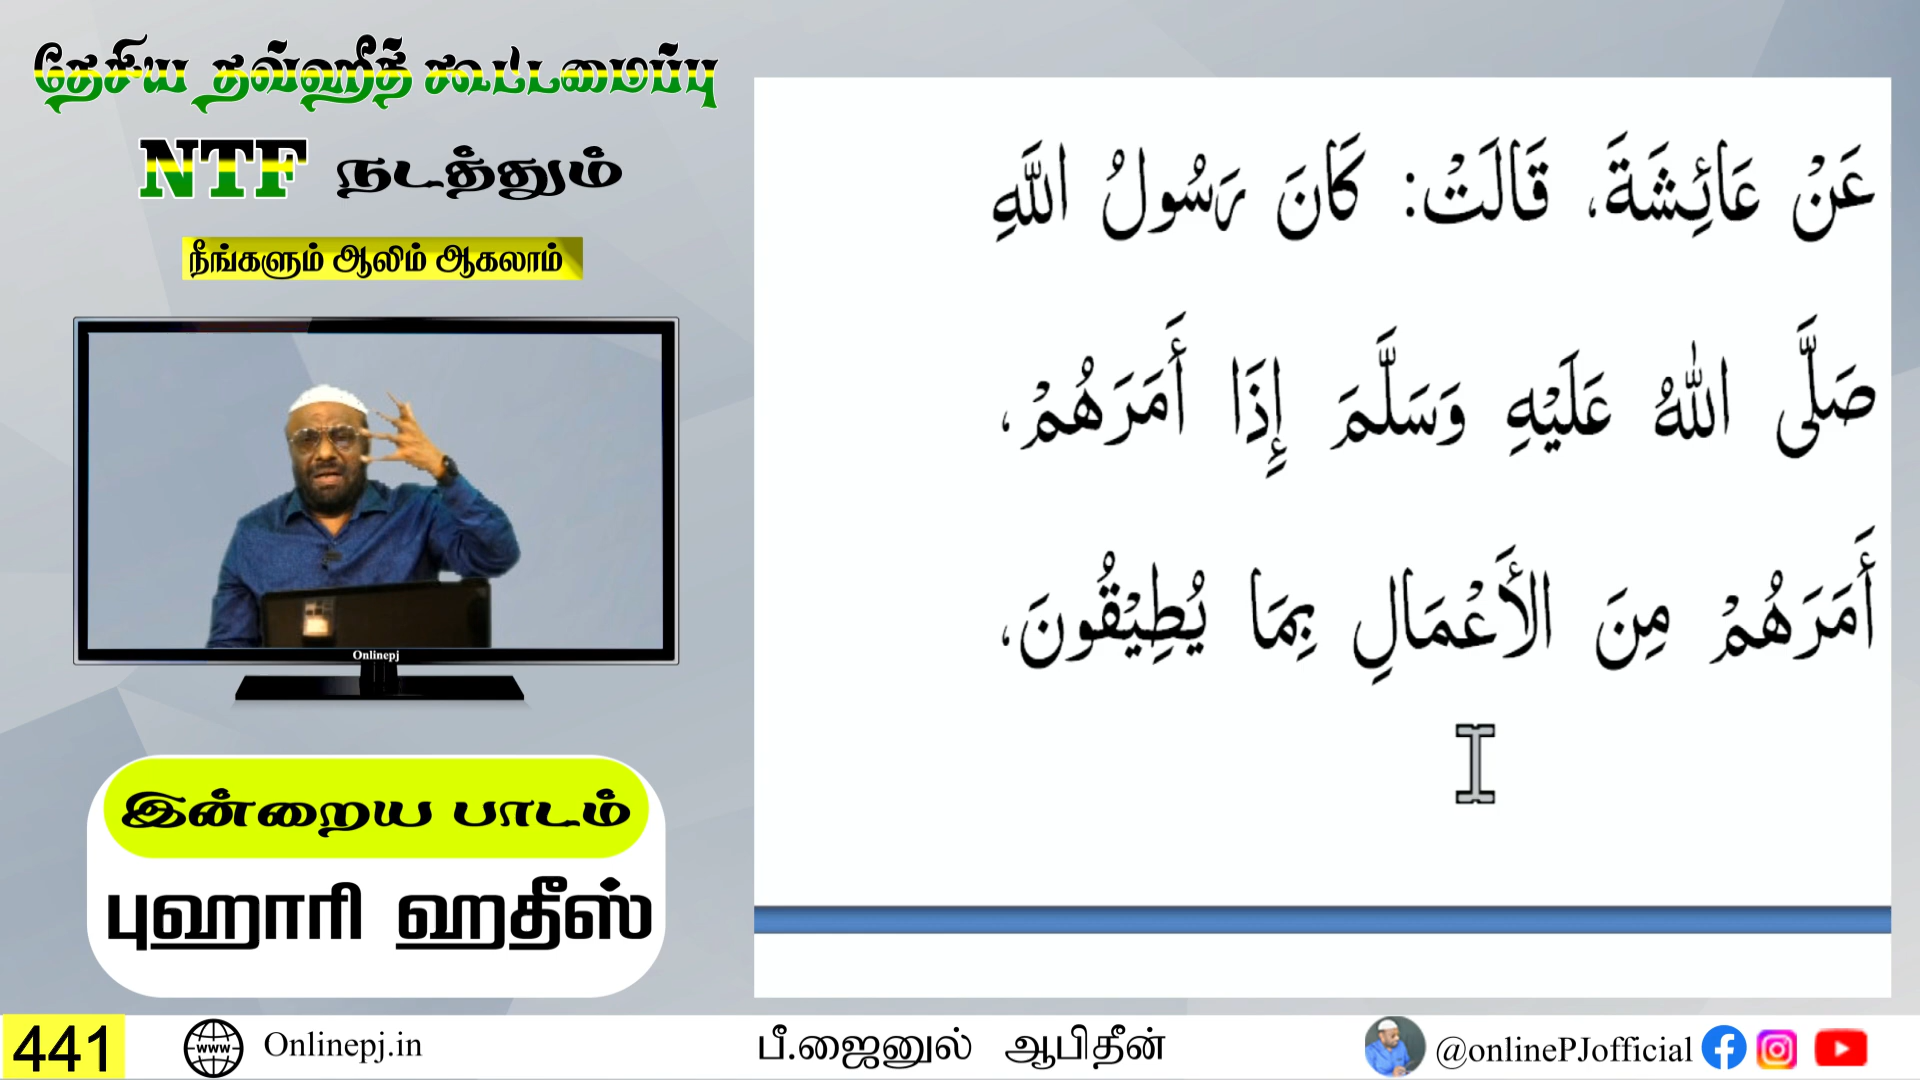 தேசிய தவ்ஹீத் கூட்டமைப்பு
NTF நடத்தும்
நீங்களும் ஆலிம் ஆகலாம்
Onlinepj
இன்றைய பாடம்
புஹாரி ஹதீஸ்
عَنْ عَائِشَةَ، قَالَتْ: كَانَ رَسُولُ اللَّهِ
صَلَّى اللهُ عَلَيْهِ وَسَلَّمَ إِذَا أَمَرَهُمْ،
أَمَرَهُمْ مِنَ الأَعْمَالِ بِمَا يُطِيْقُونَ،
441
www
Onlinepj.in
பீ.ஜைனுல் ஆபிதீன்
@onlinePJofficial